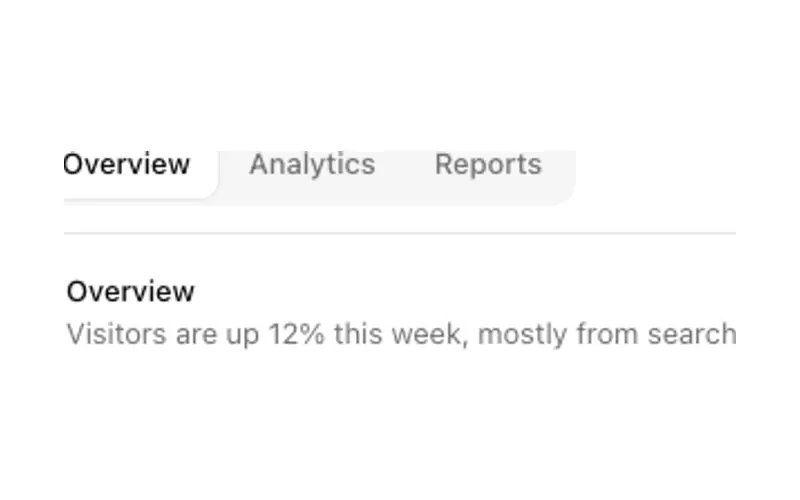 Overview Analytics Reports
Overview
Visitors are up 12% this week, mostly from search